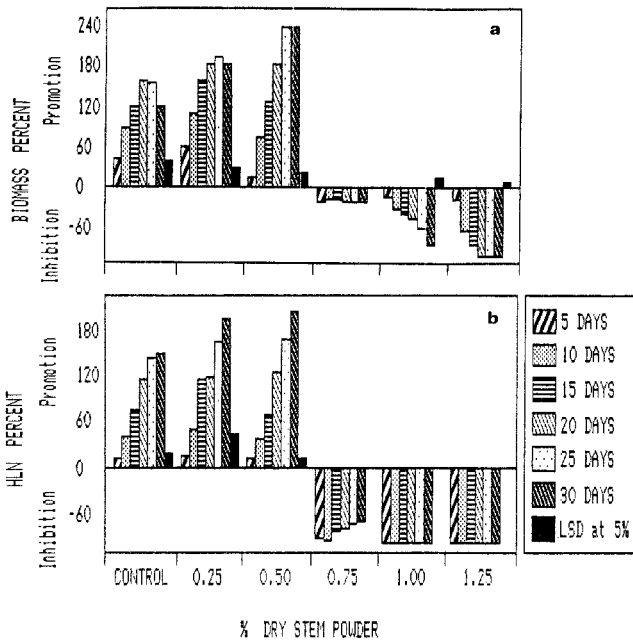 a
240
180
120
60
0
-60
Promotion
Inhibition
BIOMASS PERCENT
b
180
120
60
0
-60
Promotion
Inhibition
HLN PERCENT
5 DAYS
10 DAYS
15 DAYS
20 DAYS
25 DAYS
30 DAYS
LSD at 5%
CONTROL 0.25 0.50 0.75 1.00 1.25
% DRY STEM POWDER